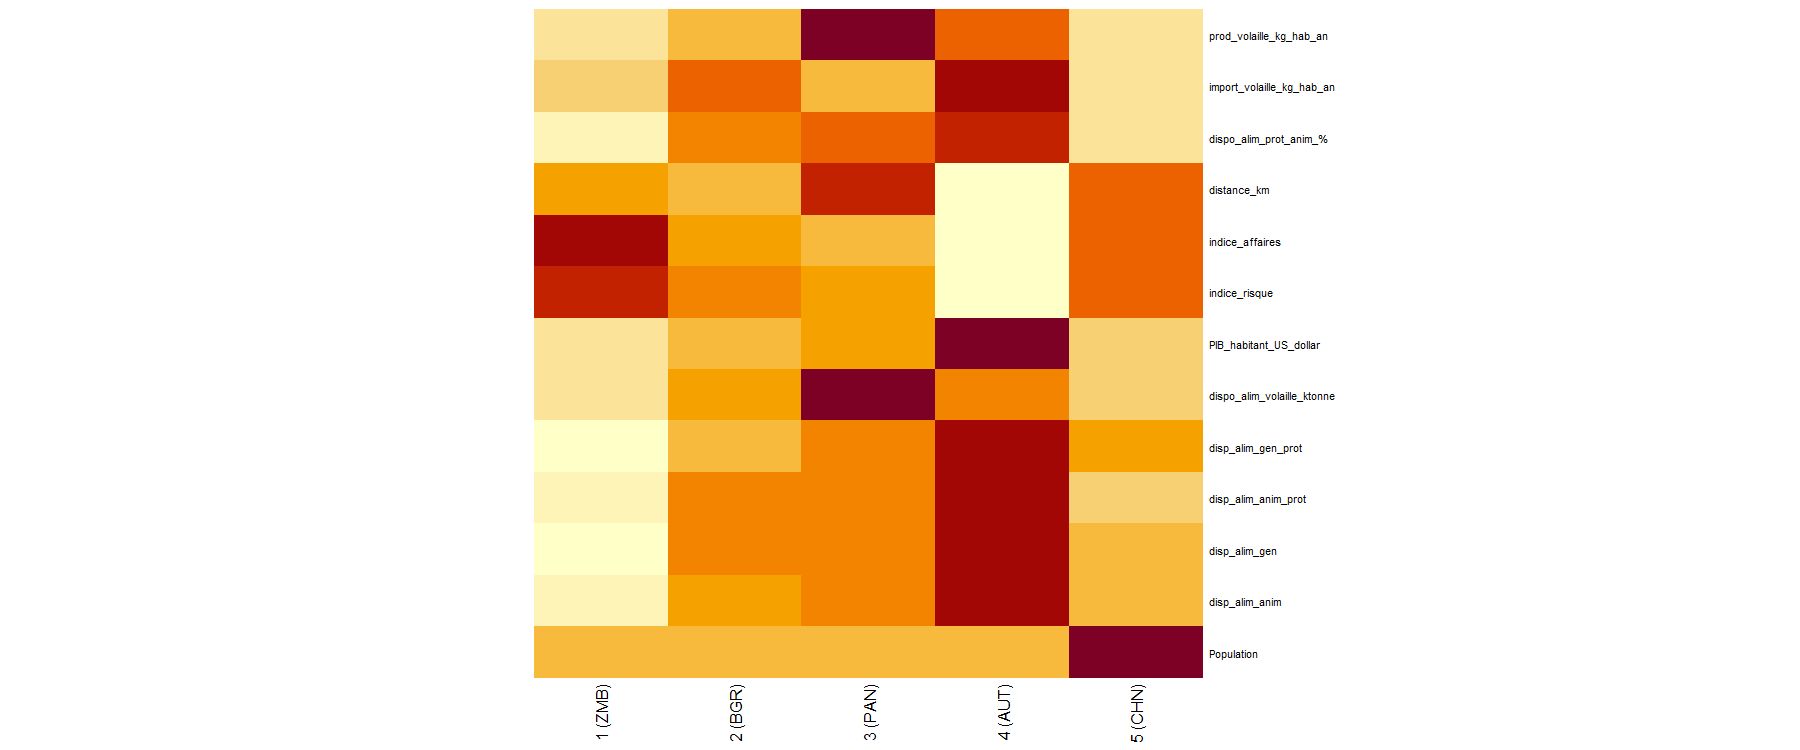 prod_volaille_kg_hab_an
import_volaille_kg_hab_an
dispo_alim_prot_anim_%
distance_km
indice_affaires
indice_risque
PIB_habitant_US_dollar
dispo_alim_volaille_ktonne
disp_alim_gen_prot
disp_alim_anim_prot
disp_alim_gen
disp_alim_anim
Population
1 (ZMB)
2 (BGR)
3 (PAN)
4 (AUT)
5 (CHN)